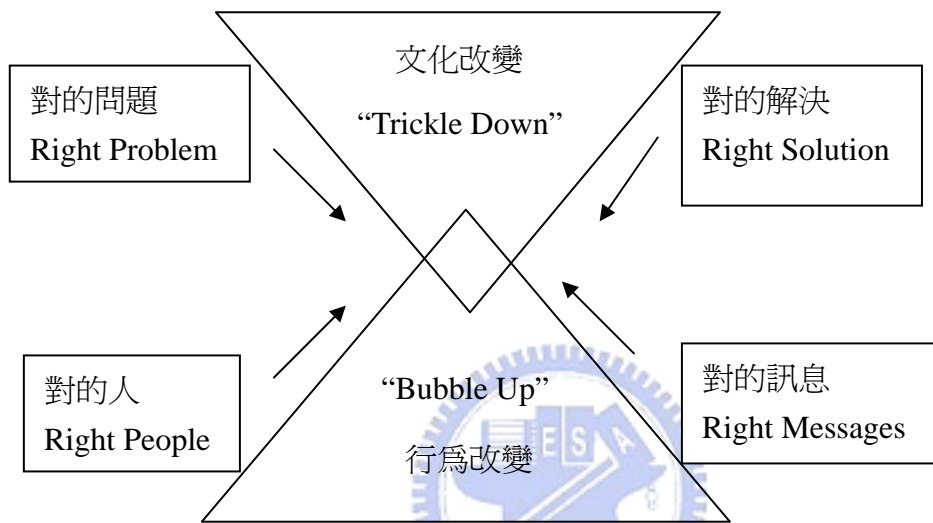 文化改變
“Trickle Down”
對的問題
Right Problem
對的解決
Right Solution
對的人
Right People
“Bubble Up”
行為改變
對的訊息
Right Messages
E S A